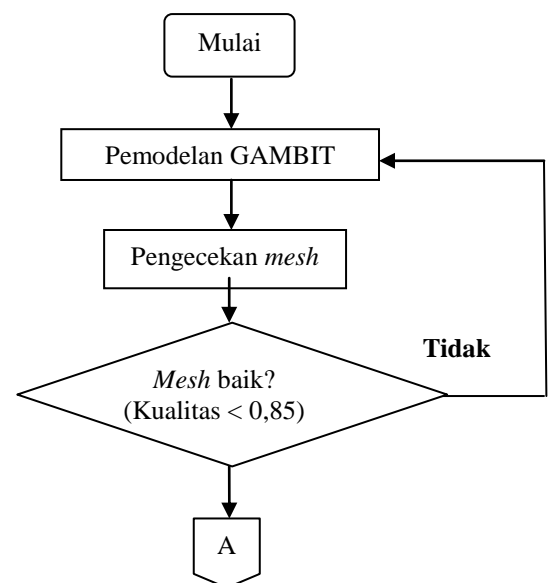 Mulai
Pemodelan GAMBIT
Pengecekan mesh
Tidak
Mesh baik?
(Kualitas < 0,85)
A